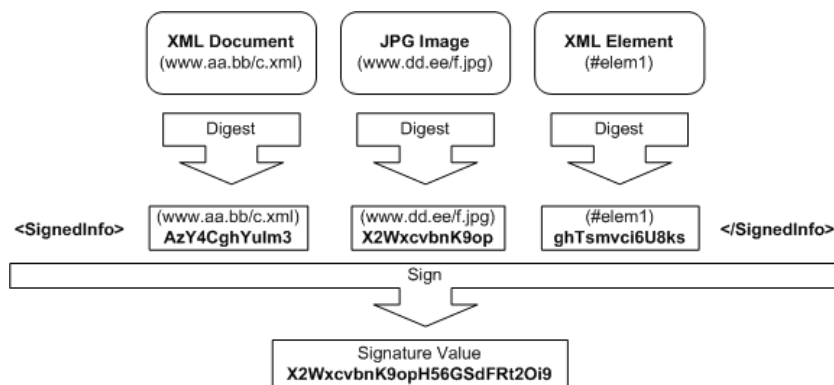 XML Document
(www.aa.bb/c.xml)
JPG Image
(www.dd.ee/f.jpg)
XML Element
(#elem1)
Digest
Digest
Digest
<SignedInfo>
(www.aa.bb/c.xml)
AzY4CghYulm3
(www.dd.ee/f.jpg)
X2WxcvbnK9op
(#elem1)
ghTsmvci6U8ks
</SignedInfo>
Sign
Signature Value
X2WxcvbnK9opH56GSdFRt2Oi9